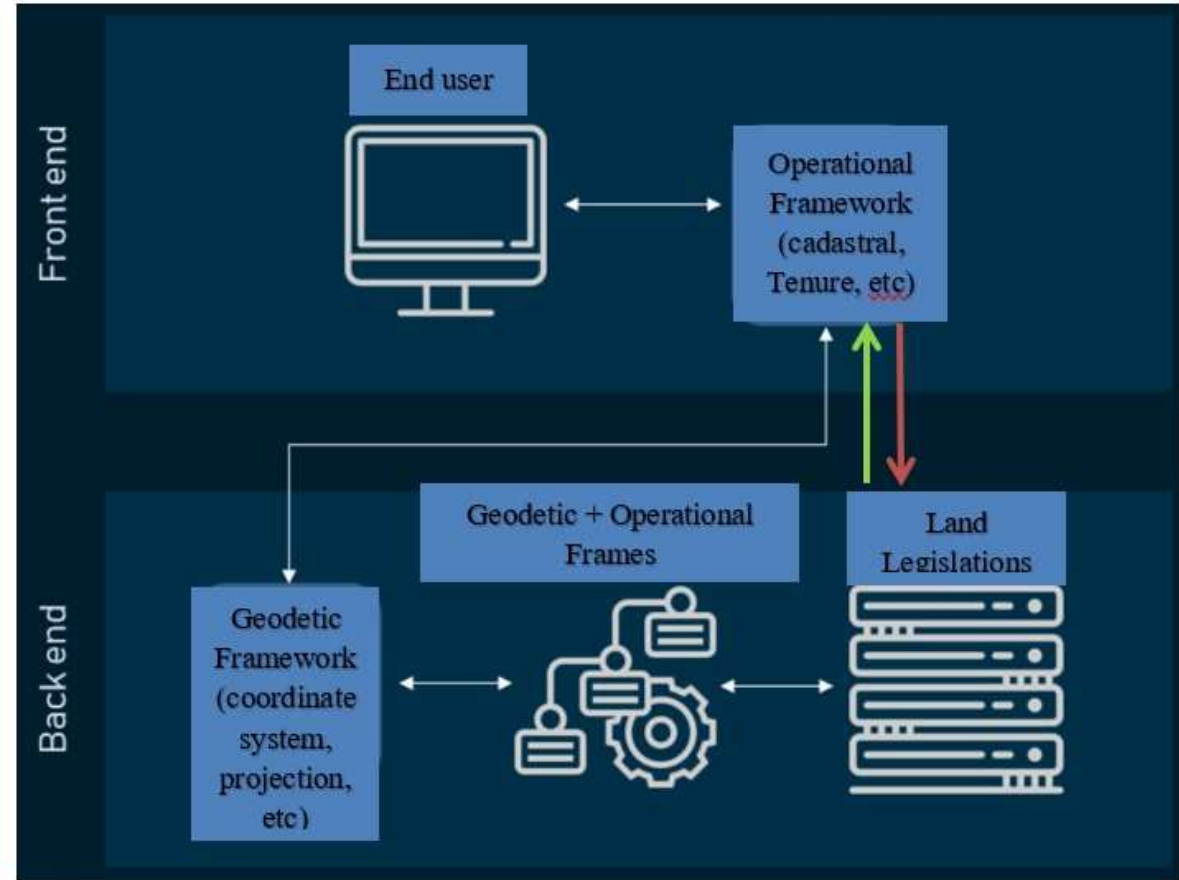 Front end
End user
Operational
Framework
(cadastral,
Tenure, etc)
Back end
Geodetic + Operational
Frames
Land
Legislations
Geodetic
Framework
(coordinate
system,
projection,
etc)